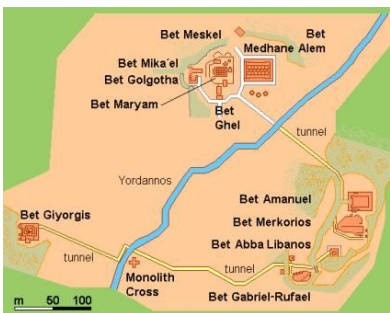 Bet Meskel
Bet
Medhane Alem
Bet Mika´el
Bet Golgotha
Bet Maryam
Bet
Ghel
tunnel
Yordannos
Bet Amanuel
Bet Merkorios
Bet Abba Libanos
Bet Giyorgis
tunnel
Monolith
Cross
tunnel
Bet Gabriel-Rufael
m 50 100